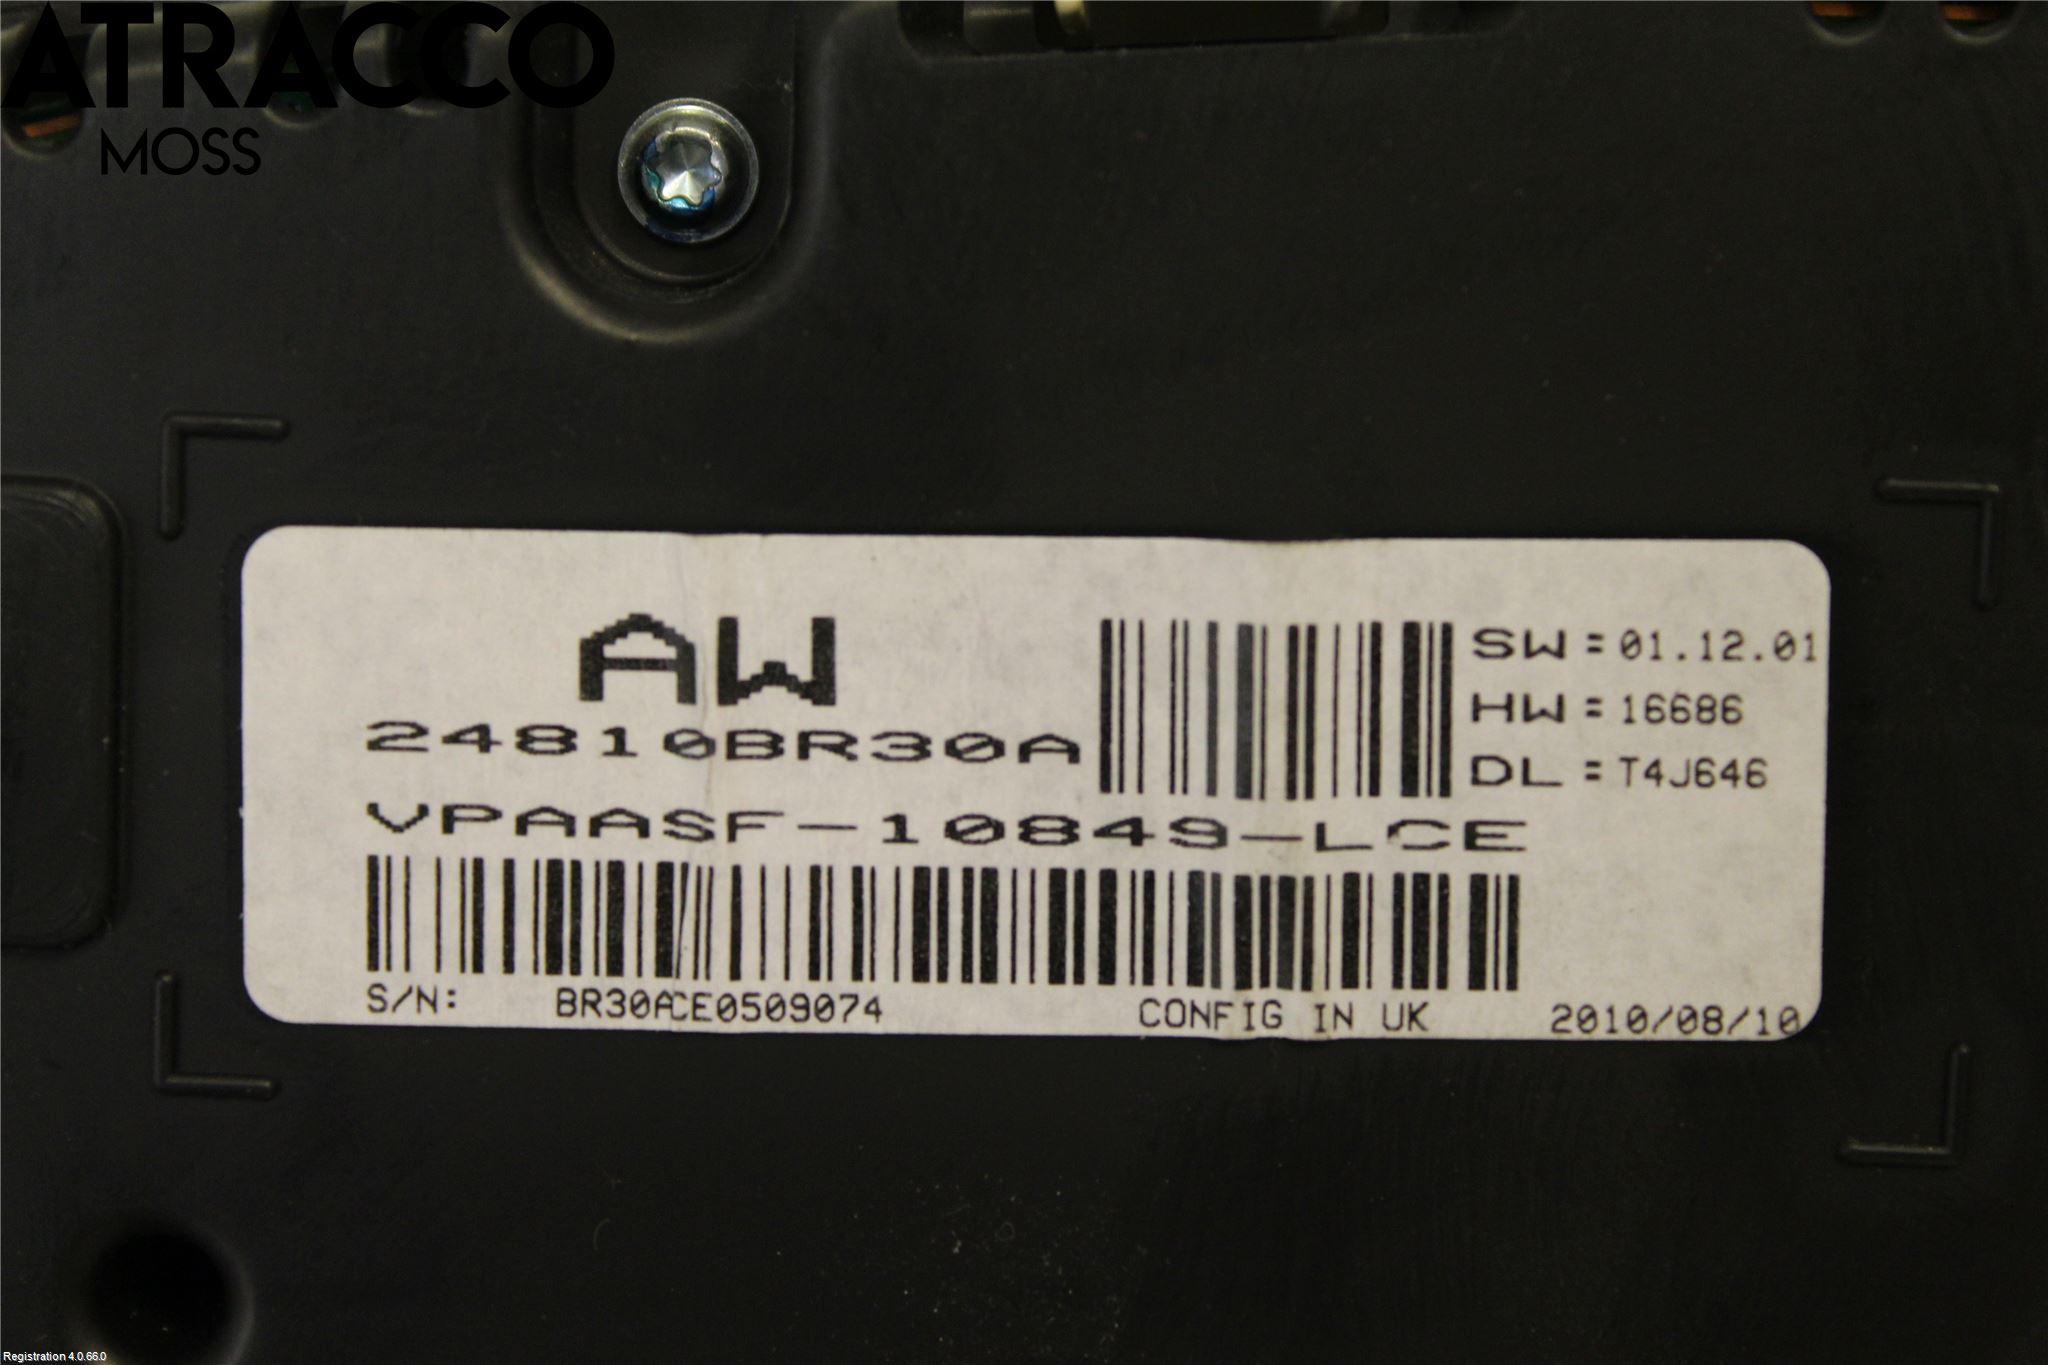 ATRACCO
MOSS
AW
24810BR30A
SW = 01.12.01
HW = 16686
DL = T4J646
VPAASF-10849-LCE
S/N: BR30ACE0509074 CONFIG IN UK 2010/08/10
Registration 4.0.66.0